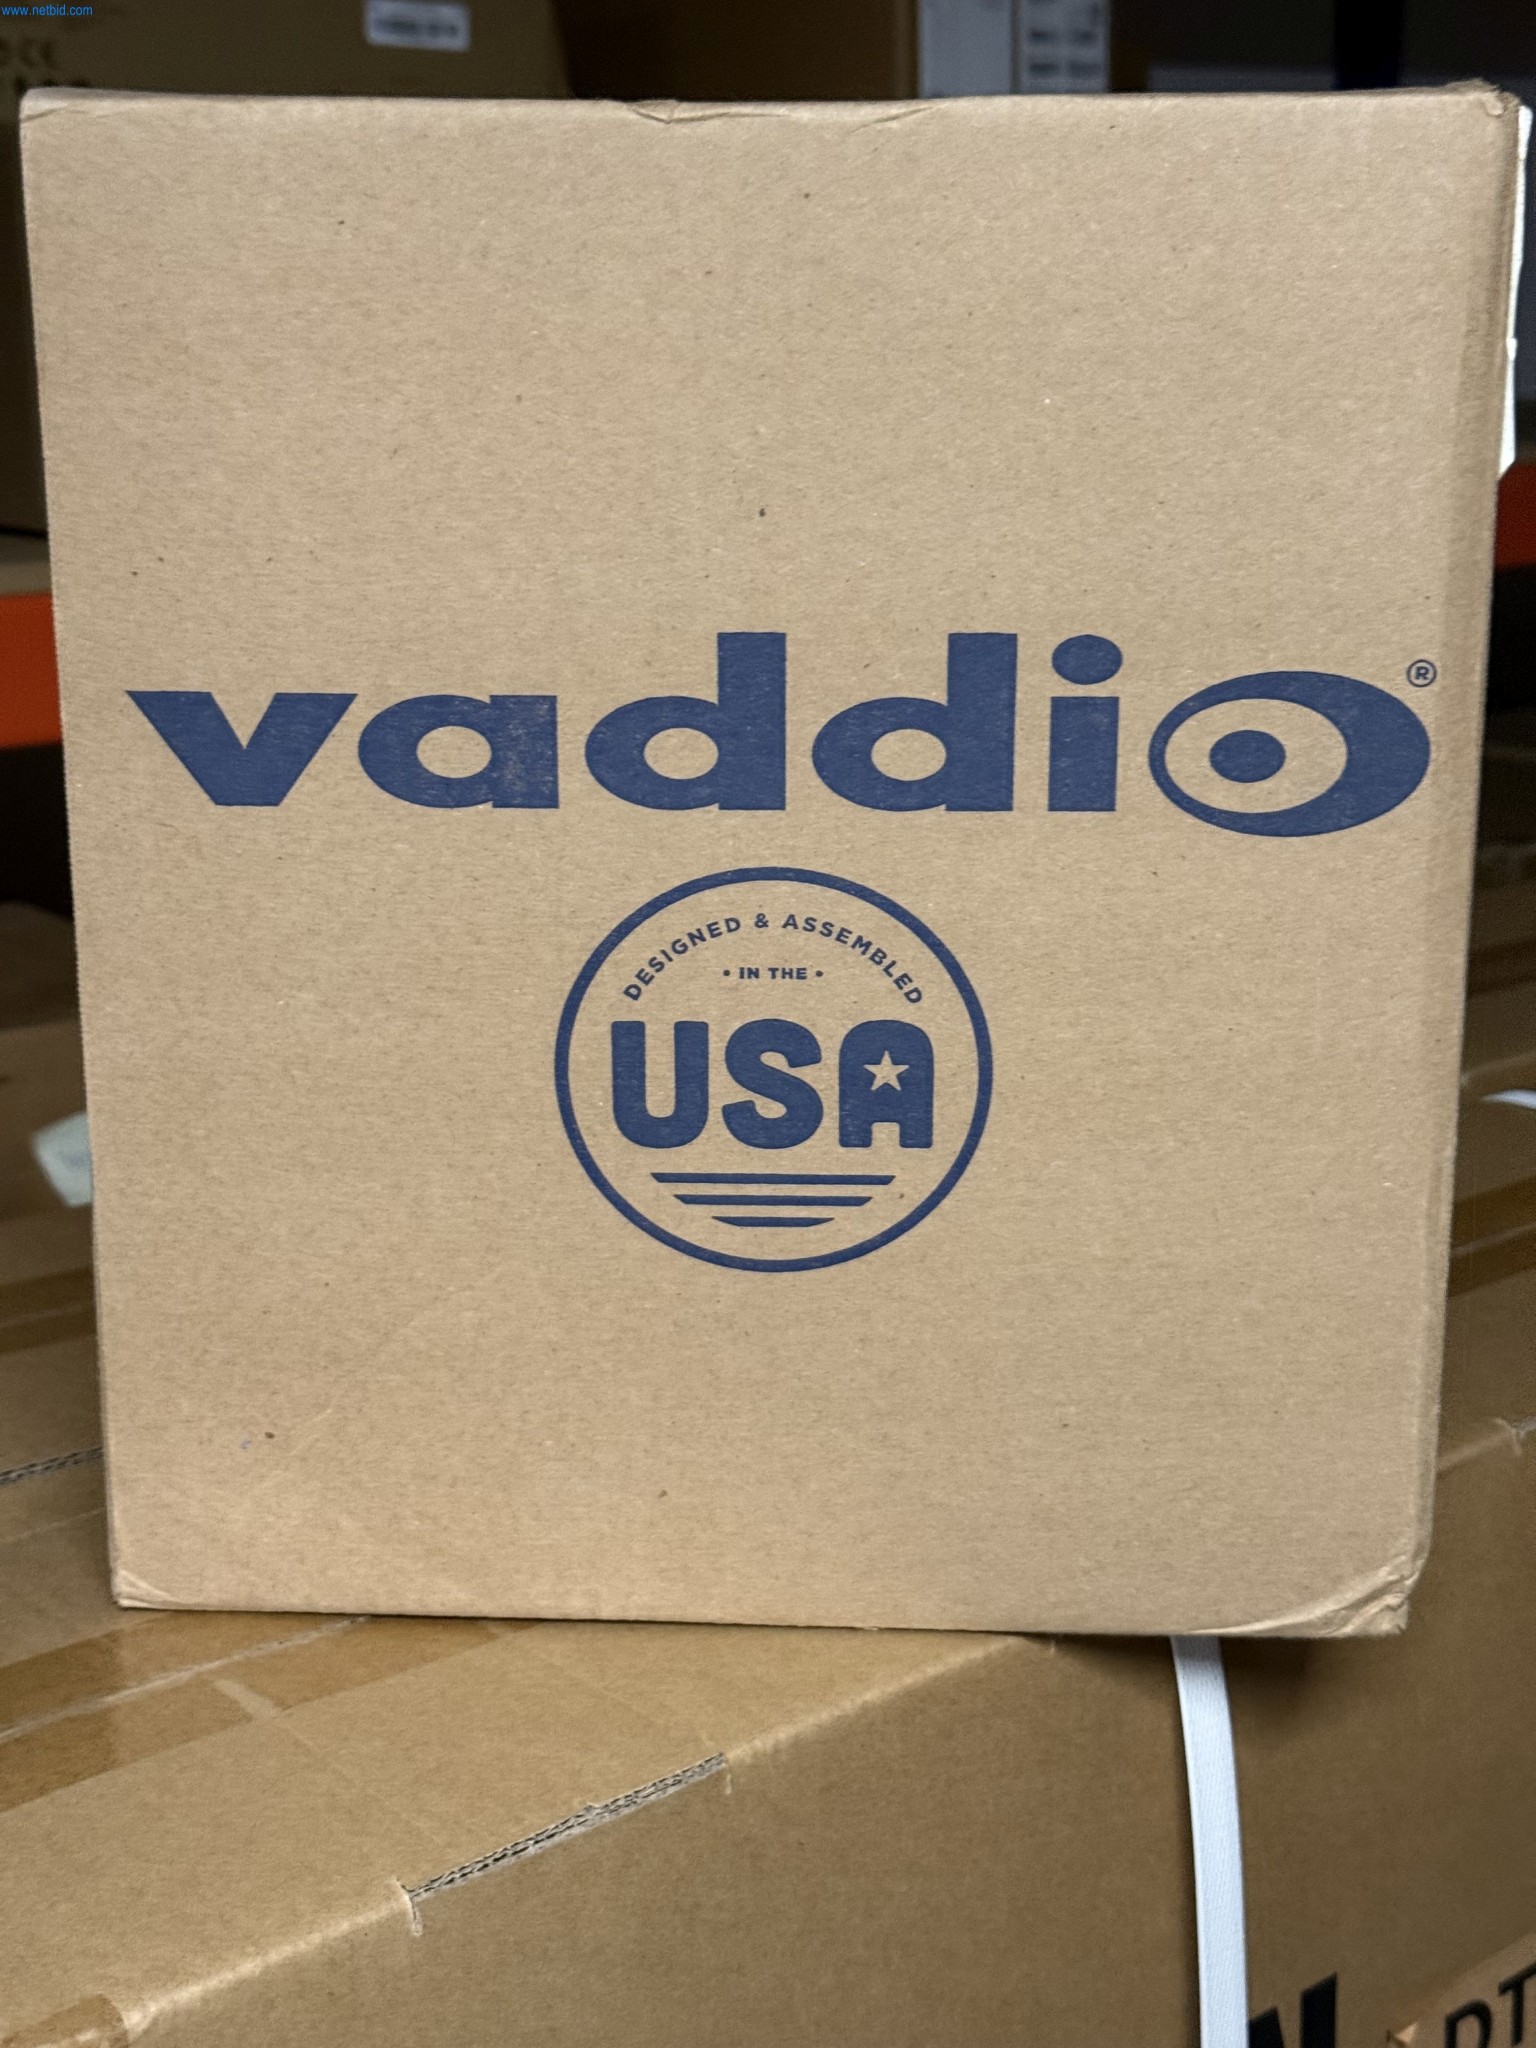 www.netbid.com
vaddio®
DESIGNED & ASSEMBLED
• IN THE •
USA